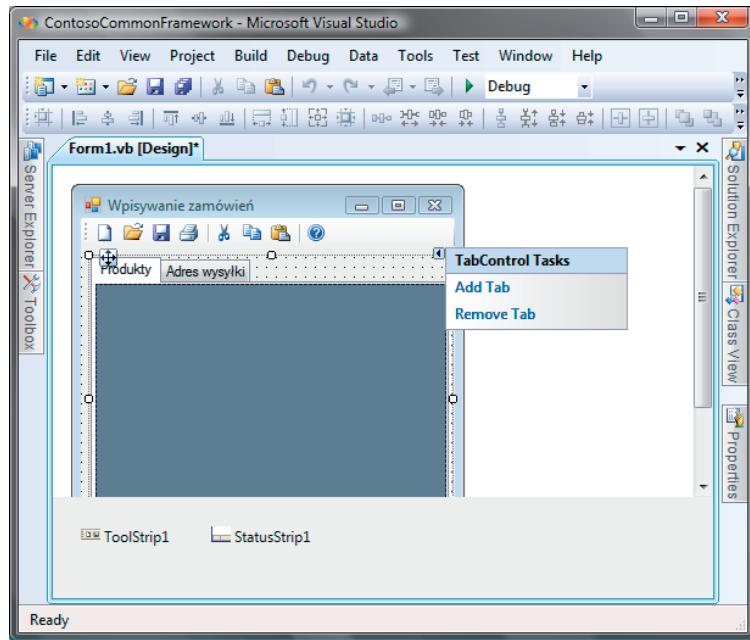 ContosoCommonFramework - Microsoft Visual Studio
File Edit View Project Build Debug Data Tools Test Window Help
Debug
Form1.vb [Design]*
Server Explorer
Toolbox
Wpisywanie zamówień
Produkty Adres wysyłki
TabControl Tasks
Add Tab
Remove Tab
Solution Explorer
Class View
Properties
ToolStrip1 StatusStrip1
Ready